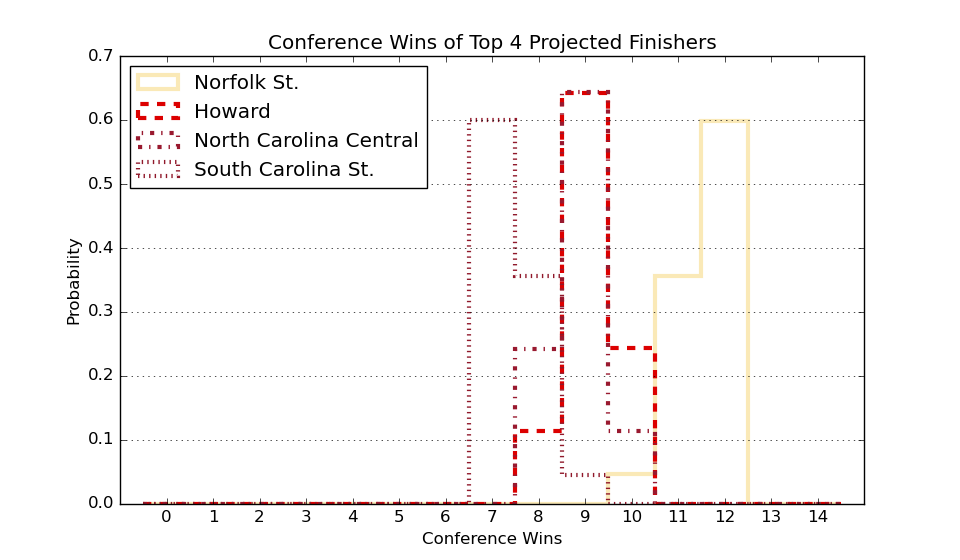 Conference Wins of Top 4 Projected Finishers
Norfolk St.
Howard
North Carolina Central
South Carolina St.
Probability
0.7
0.6
0.5
0.4
0.3
0.2
0.1
0.0
0 1 2 3 4 5 6 7 8 9 10 11 12 13 14
Conference Wins